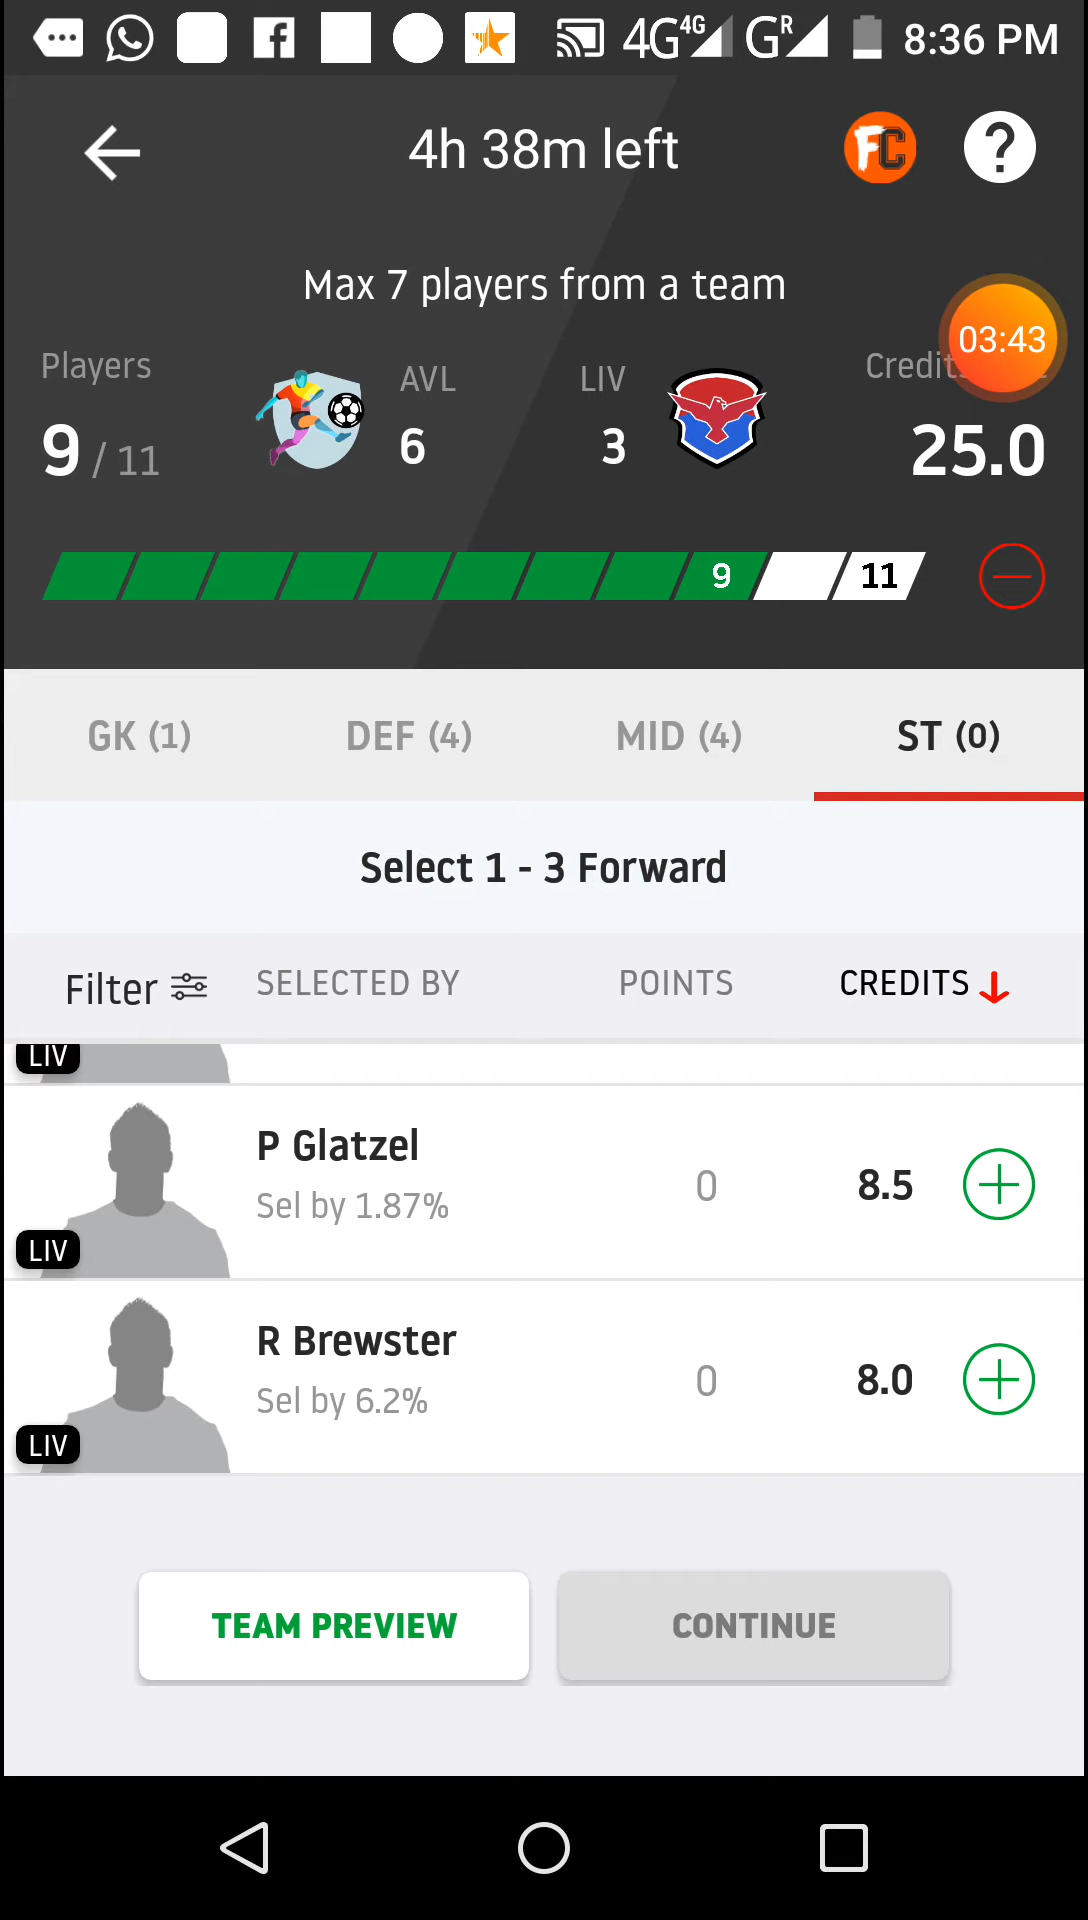 4G 4G G R 8:36 PM
4h 38m left
FC ?
Max 7 players from a team
03:43
Players AVL LIV Credit
9 / 11 6 3 25.0
9 11
GK (1) DEF (4) MID (4) ST (0)
Select 1 - 3 Forward
Filter SELECTED BY POINTS CREDITS
LIV
P Glatzel
Sel by 1.87% 0 8.5
LIV
R Brewster
Sel by 6.2% 0 8.0
LIV
TEAM PREVIEW CONTINUE